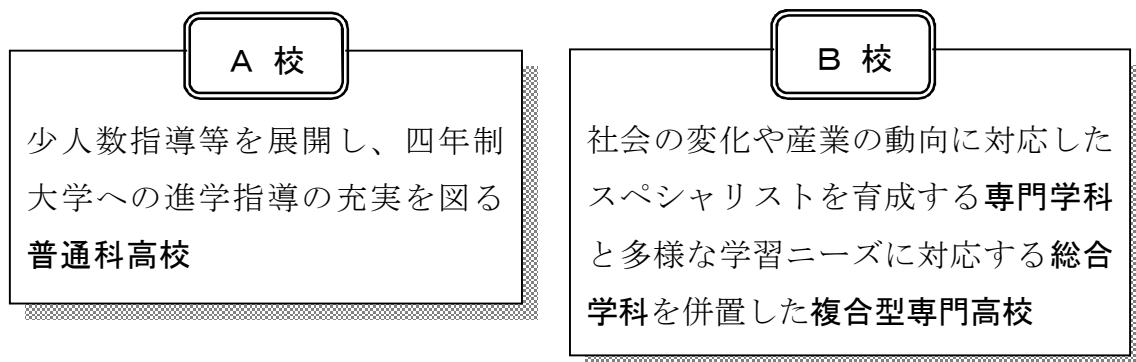 A 校
少人数指導等を展開し、四年制
大学への進学指導の充実を図る
普通科高校
B 校
社会の変化や産業の動向に対応した
スペシャリストを育成する専門学科
と多様な学習ニーズに対応する総合
学科を併置した複合型専門高校